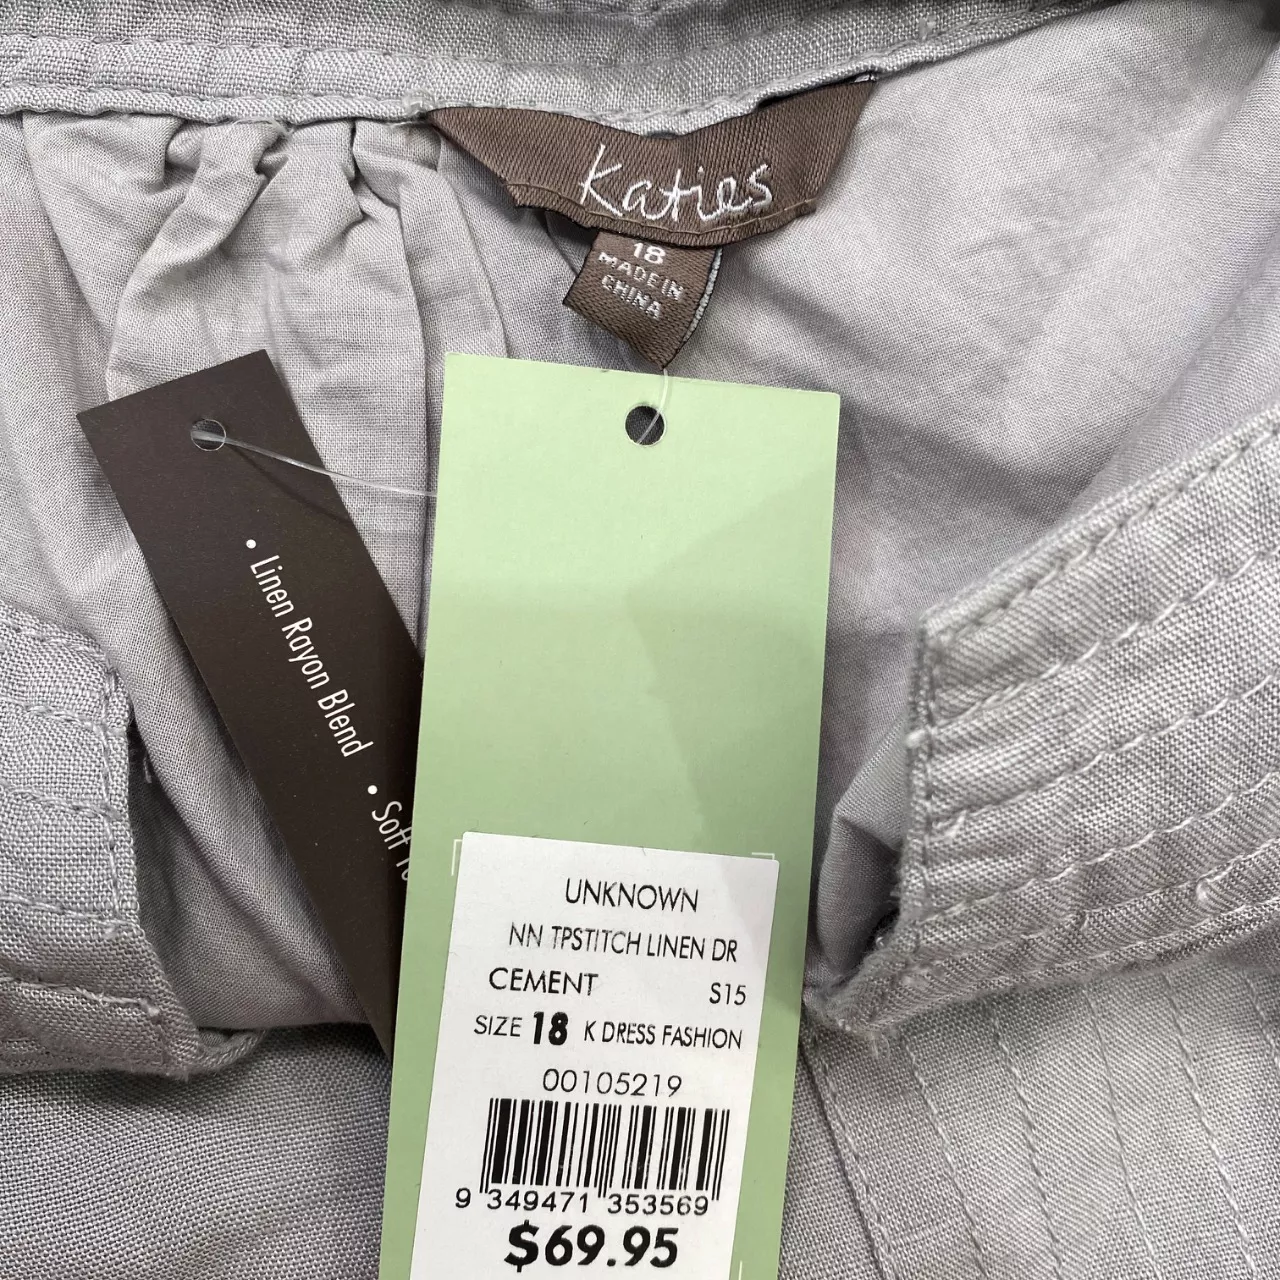 Katies
18
MADE IN
CHINA
• Linen Rayon Blend • Soft
UNKNOWN
NN TPSTITCH LINEN DR
CEMENT S15
SIZE 18 K DRESS FASHION
00105219
9 349471 353569
$69.95